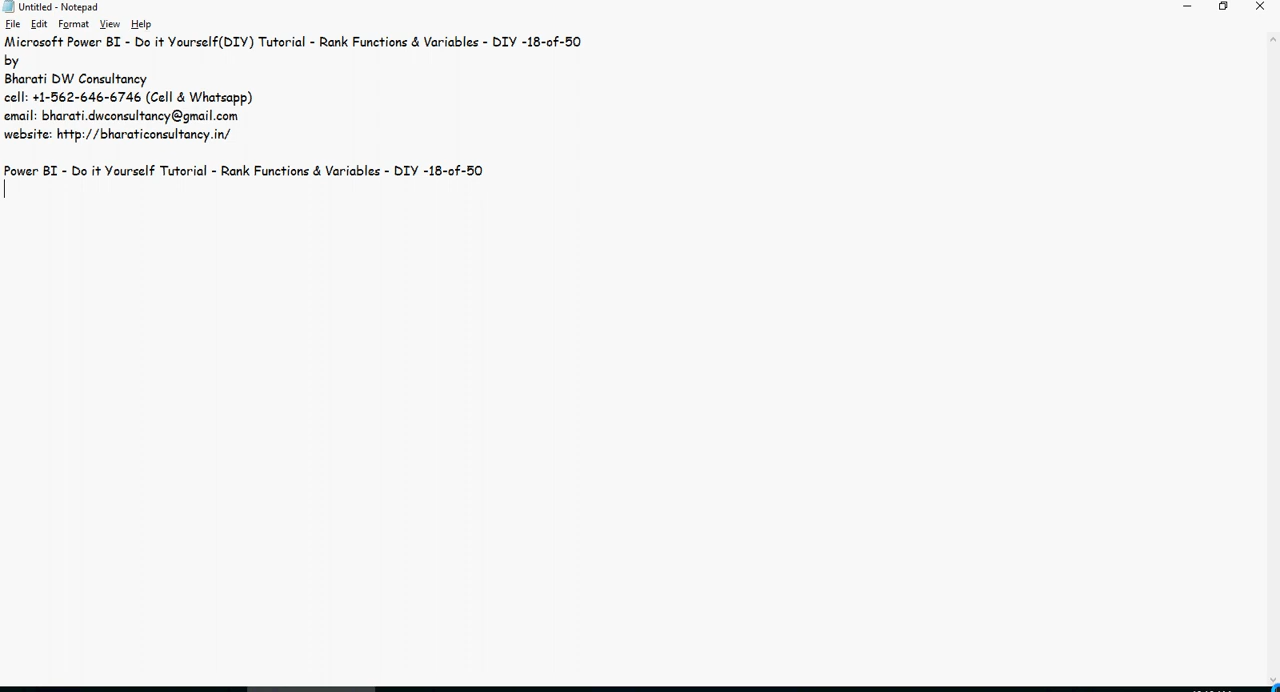 Untitled - Notepad
File Edit Format View Help
Microsoft Power BI - Do it Yourself(DIY) Tutorial - Rank Functions & Variables - DIY -18-of-50
by
Bharati DW Consultancy
cell: +1-562-646-6746 (Cell & Whatsapp)
email: bharati.dwconsultancy@gmail.com
website: http://bharaticonsultancy.in/
Power BI - Do it Yourself Tutorial - Rank Functions & Variables - DIY -18-of-50